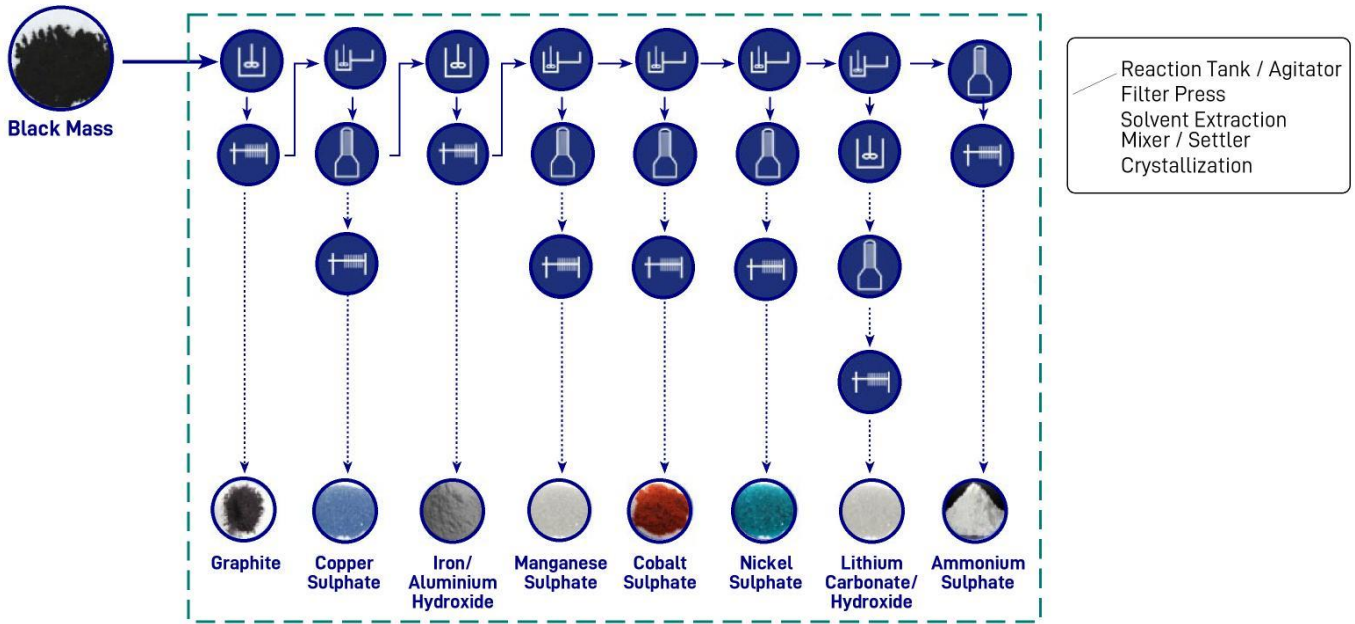 Black Mass
Reaction Tank / Agitator
Filter Press
Solvent Extraction
Mixer / Settler
Crystallization
Graphite
Copper
Sulphate
Iron/
Aluminium
Hydroxide
Manganese
Sulphate
Cobalt
Sulphate
Nickel
Sulphate
Lithium
Carbonate/
Hydroxide
Ammonium
Sulphate